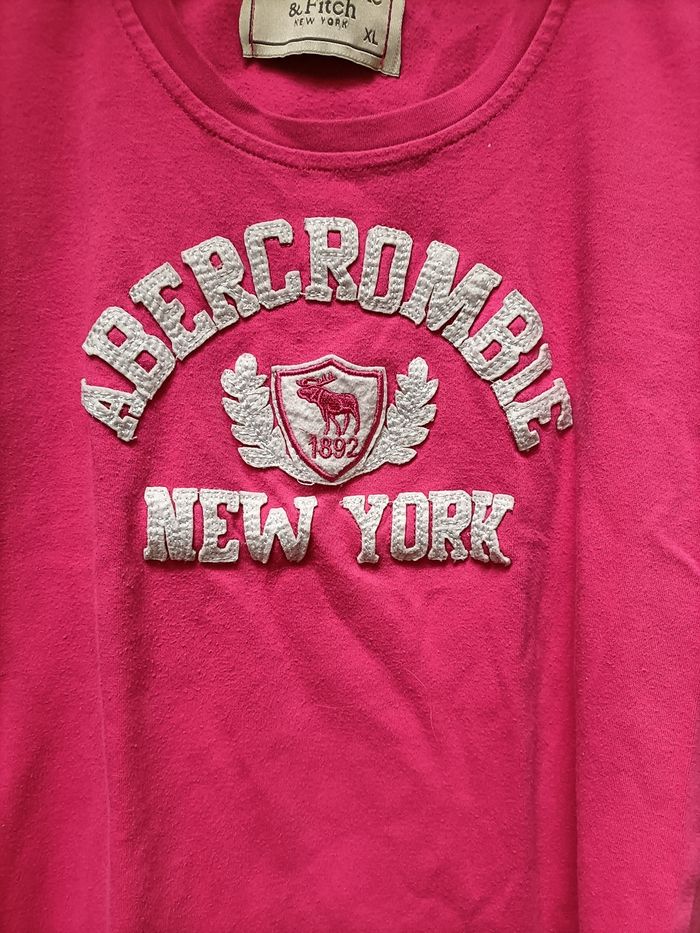 & Fitch
NEW YORK
XL
ABERCROMBIE
1892
NEW YORK